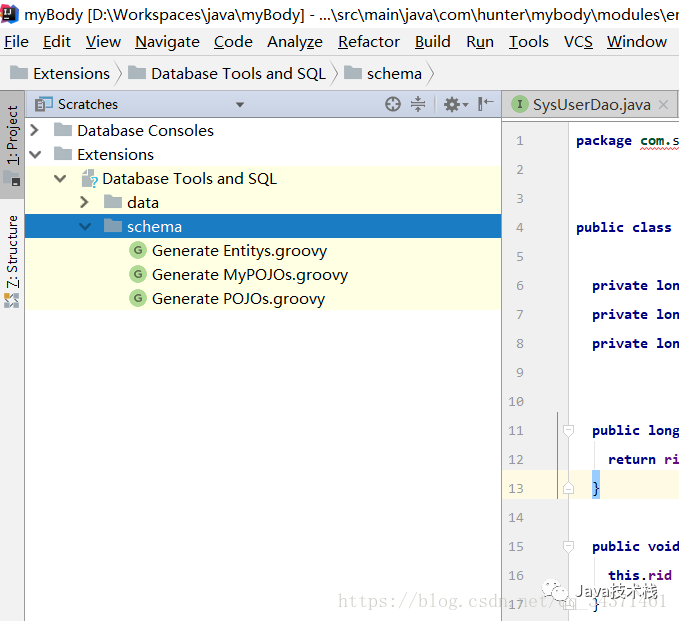 myBody [D:\Workspaces\java\myBody] - ...\src\main\java\com\hunter\mybody\modules\er
File Edit View Navigate Code Analyze Refactor Build Run Tools VCS Window
Extensions Database Tools and SQL schema
1: Project
Z: Structure
Scratches
Database Consoles
Extensions
Database Tools and SQL
data
schema
Generate Entitys.groovy
Generate MyPOJOs.groovy
Generate POJOs.groovy
SysUserDao.java
1 package com.s
2
3
4 public class
5
6 private lon
7 private lon
8 private lon
9
10
11 public long
12 return ri
13 }
14
15 public void
16 this.rid
17 }
Java技术栈
https://blog.csdn.net/